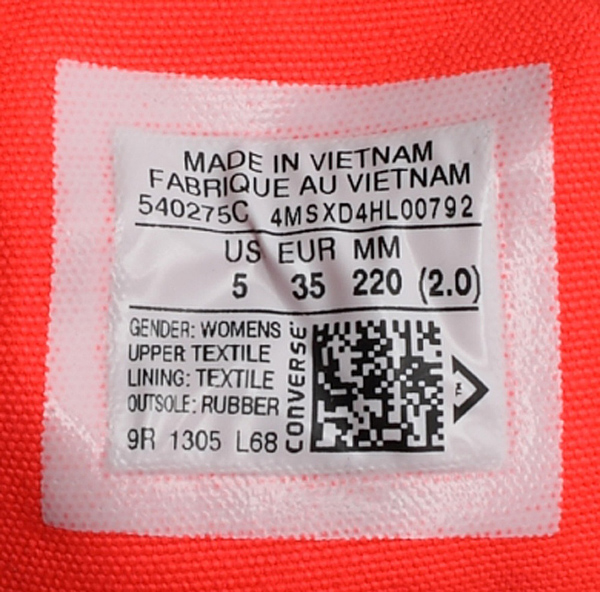 MADE IN VIETNAM
FABRIQUE AU VIETNAM
540275C 4MSXD4HL00792
US EUR MM
5 35 220 (2.0)
GENDER: WOMENS
UPPER TEXTILE
LINING: TEXTILE
OUTSOLE: RUBBER
9R 1305 L68
CONVERSE